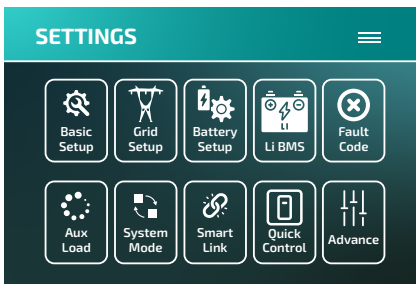 SETTINGS
Basic
Setup
Grid
Setup
Battery
Setup
LI
Li BMS
Fault
Code
Aux
Load
System
Mode
Smart
Link
Quick
Control
Advance